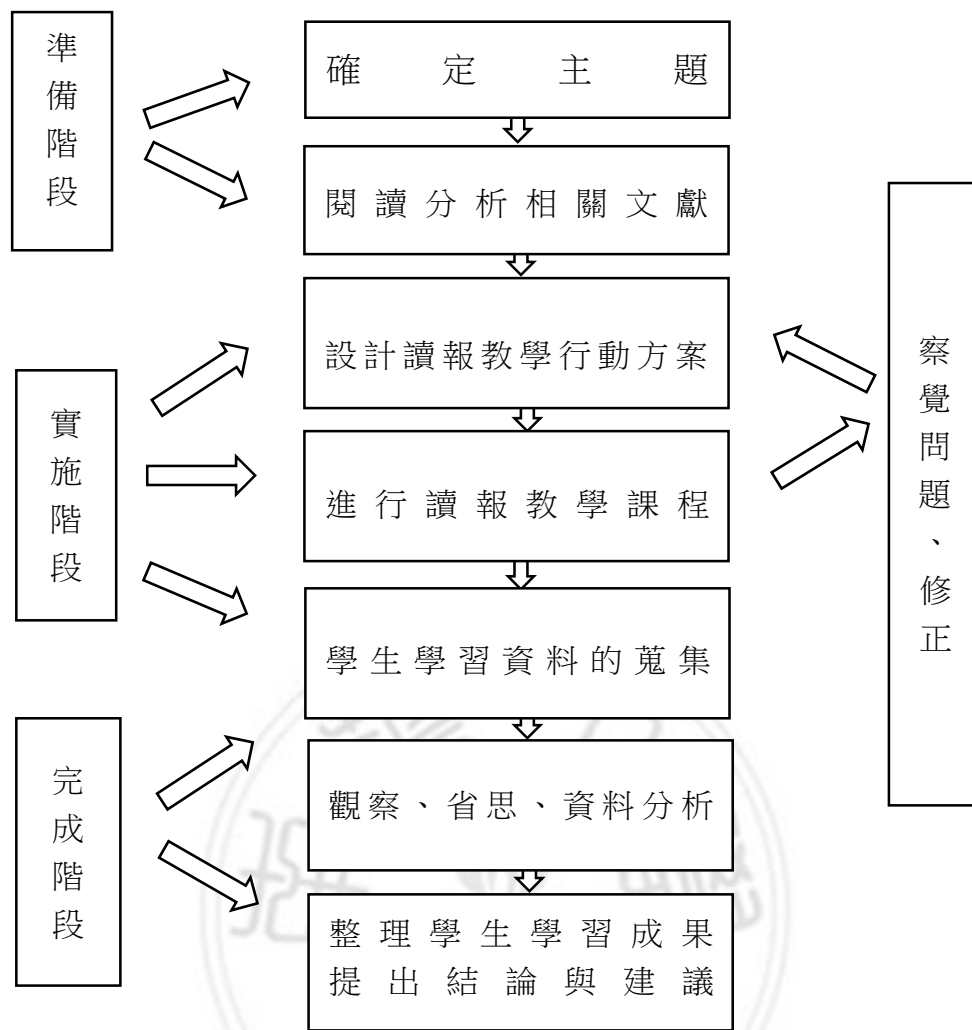 準備階段
確定主題
閱讀分析相關文獻
設計讀報教學行動方案
實施階段
進行讀報教學課程
學生學習資料的蒐集
完成階段
觀察、省思、資料分析
整理學生學習成果
提出結論與建議
察覺問題、修正